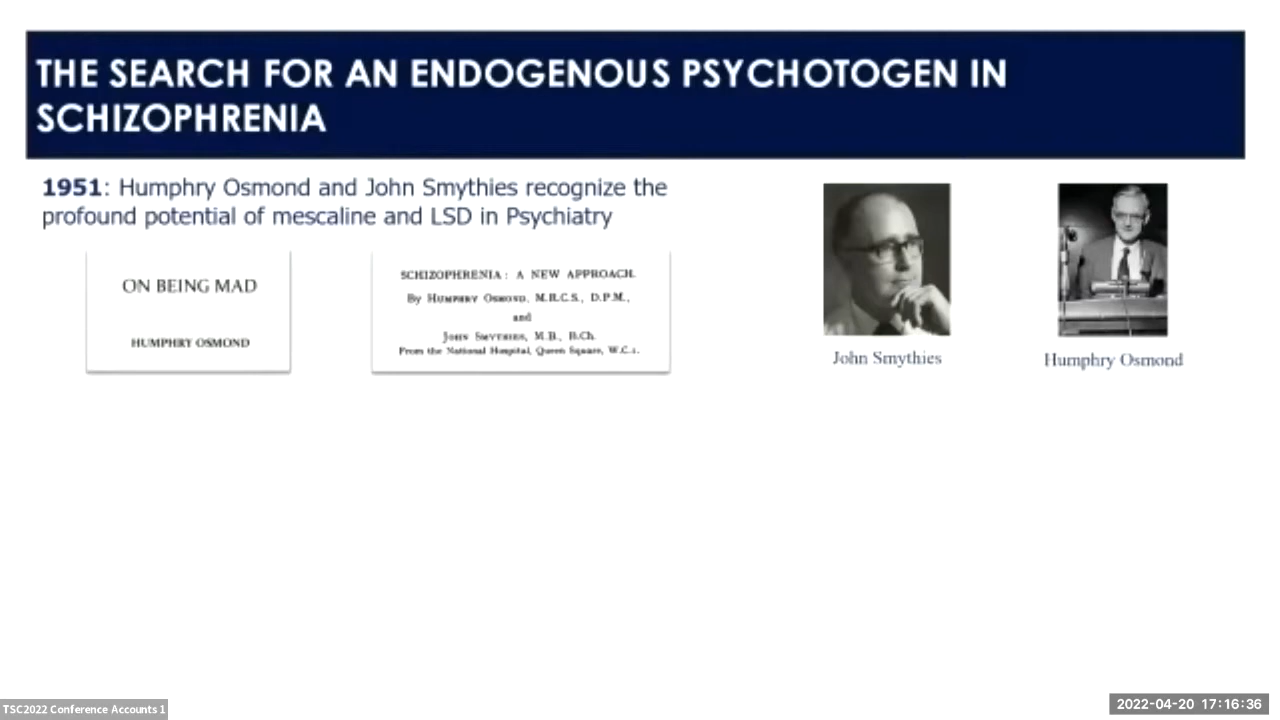 THE SEARCH FOR AN ENDOGENOUS PSYCHOTOGEN IN
SCHIZOPHRENIA
1951: Humphry Osmond and John Smythies recognize the
profound potential of mescaline and LSD in Psychiatry
ON BEING MAD
HUMPHRY OSMOND
SCHIZOPHRENIA : A NEW APPROACH.
By HUMPHRY OSMOND, M.R.C.S., D.P.M.,
and
JOHN SMYTHIES, M.B., B.Ch.
From the National Hospital, Queen Square, W.C.1.
John Smythies
Humphry Osmond
TSC2022 Conference Accounts 1
2022-04-20 17:16:36